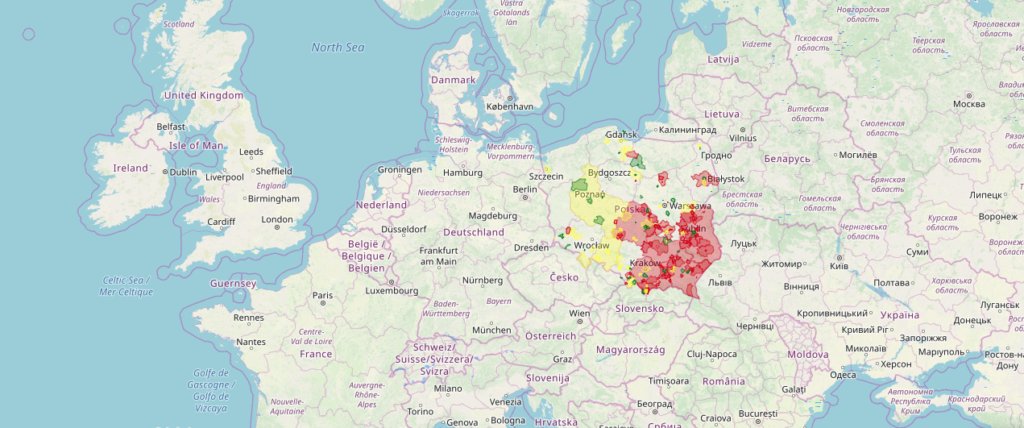 Västra
Götalands
län
Skagerrak
Scotland
North Sea
Новгородская
область
Ярославская
область
Псковская
область
Тверская
область
Vidzeme
Latvija
Danmark
København
United Kingdom
Москва
Lietuva
Витебская
область
Смоленская
область
Belfast
Isle of Man
Leeds
Ireland
Dublin
Liverpool
Sheffield
England
Birmingham
Wales
Cardiff
London
Schleswig-
Holstein
Mecklenburg-
Vorpommern
Gdańsk
Калининград
Vilnius
Гродно
Беларусь
Могилёв
Тульская
область
Groningen
Hamburg
Szczecin
Bydgoszcz
Białystok
Брестская
область
Гомельская
область
Брянская
область
Липецк
Niedersachsen
Berlin
Poznań
Polska
Warszawa
Nederland
Magdeburg
Курская
область
Воронеж
Düsseldorf
Deutschland
Lublin
Чернігівська
область
België /
Belgique /
Belgien
Frankfurt
am Main
Dresden
Wrocław
Луцьк
Суми
Celtic Sea /
Mer Celtique
Guernsey
Luxembourg
Nürnberg
Česko
Kraków
Житомир
Київ
Львів
Вінниця
Полтава
Харківська
область
Paris
Rennes
Nantes
Centre-
Val de Loire
France
Baden-
Württemberg
Bayern
München
Wien
Slovensko
Чернівці
Кропивницький
Україна
Луганськ
Кривий Ріг
Донецьк
Запоріжжя
Österreich
Schweiz/
Suisse/Svizzera/
Svizra
Graz
Magyarország
Cluj-Napoca
Moldova
Миколаїв
Маріуполь
Херсон
Ростов-на-
Дону
Golfe de
Gascogne /
Golfo de
Vizcaya
Nouvelle-
Aquitaine
Auvergne-
Rhône-
Alpes
Milano
Torino
Genova
Venezia
Bologna
Slovenija
Hrvatska
Timișoara
România
Galați
Одеса
Београд
Craiova
București
Автономна
Республіка
Крим
Краснодарский
край